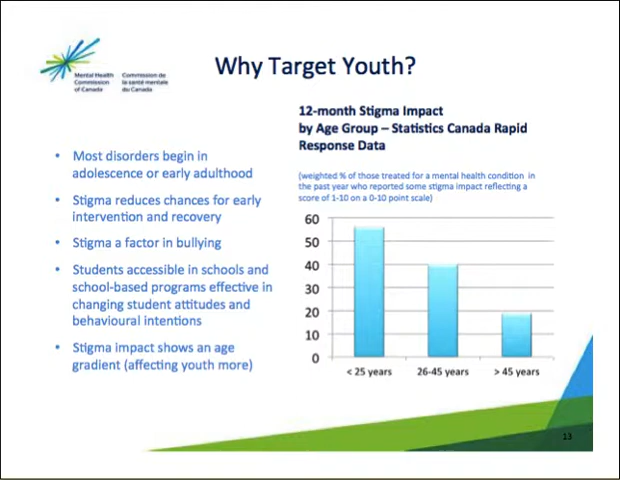 Mental Health Commission of Canada
Commission de la santé mentale du Canada
Why Target Youth?
• Most disorders begin in
adolescence or early adulthood
• Stigma reduces chances for early
intervention and recovery
• Stigma a factor in bullying
• Students accessible in schools and
school-based programs effective in
changing student attitudes and
behavioural intentions
• Stigma impact shows an age
gradient (affecting youth more)
12-month Stigma Impact
by Age Group – Statistics Canada Rapid
Response Data
(weighted % of those treated for a mental health condition in
the past year who reported some stigma impact reflecting a
score of 1-10 on a 0-10 point scale)
60
50
40
30
20
10
0
< 25 years 26-45 years > 45 years
13